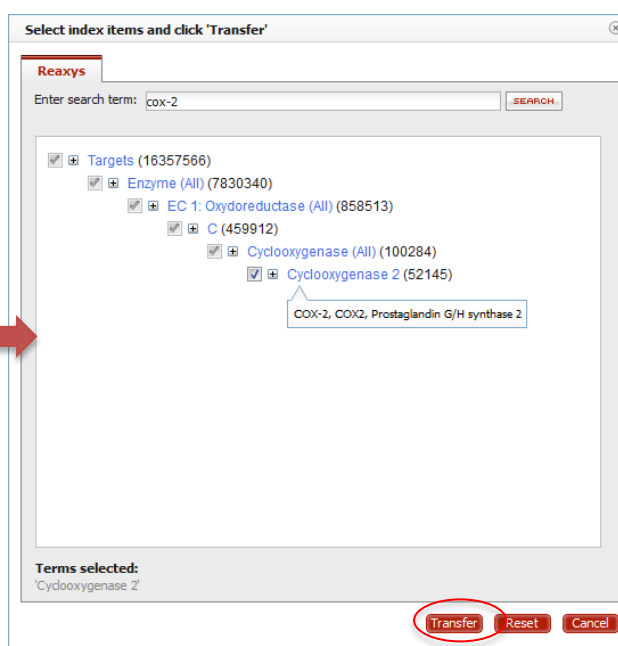 Select index items and click 'Transfer'
Reaxys
Enter search term: cox-2 SEARCH
Targets (16357566)
Enzyme (All) (7830340)
EC 1: Oxydoreductase (All) (858513)
C (459912)
Cyclooxygenase (All) (100284)
Cyclooxygenase 2 (52145)
COX-2, COX2, Prostaglandin G/H synthase 2
Terms selected:
'Cyclooxygenase 2'
Transfer Reset Cancel